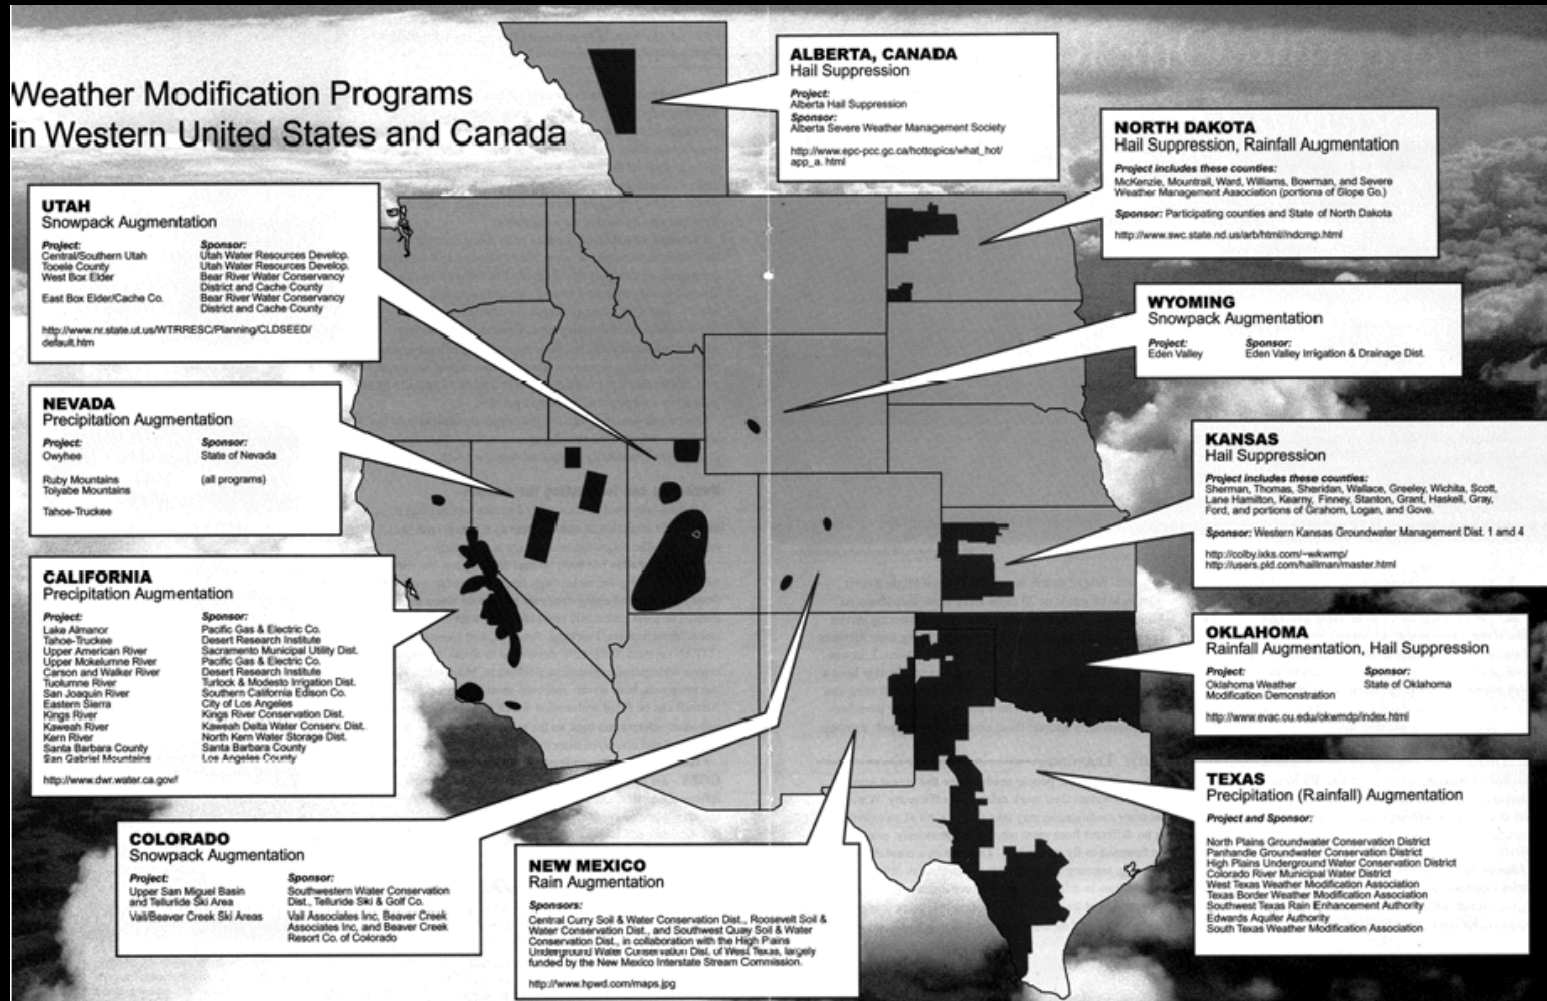 Weather Modification Programs
in Western United States and Canada
ALBERTA, CANADA
Hail Suppression
Project:
Alberta Hail Suppression
Sponsor:
Alberta Severe Weather Management Society
http://www.epc-pcc.gc.ca/hottopics/what_hot/
app_a. html
NORTH DAKOTA
Hail Suppression, Rainfall Augmentation
Project includes these counties:
McKenzie, Mountrail, Ward, Williams, Bowman, and Severe
Weather Management Association (portions of Slope Co.)
Sponsor: Participating counties and State of North Dakota
http://www.swc.state.nd.us/arb/html//ndcmp.html
UTAH
Snowpack Augmentation
Project: Sponsor:
Central/Southern Utah Utah Water Resources Develop.
Tooele County Utah Water Resources Develop.
West Box Elder Bear River Water Conservancy
District and Cache County
East Box Elder/Cache Co. Bear River Water Conservancy
District and Cache County
http://www.nr.state.ut.us/WTRRESC/Planning/CLDSEED/
default.htm
WYOMING
Snowpack Augmentation
Project: Sponsor:
Eden Valley Eden Valley Irrigation & Drainage Dist.
NEVADA
Precipitation Augmentation
Project: Sponsor:
Owyhee State of Nevada
Ruby Mountains (all programs)
Toiyabe Mountains
Tahoe-Truckee
KANSAS
Hail Suppression
Project includes these counties:
Sherman, Thomas, Sheridan, Wallace, Greeley, Wichita, Scott,
Lane Hamilton, Kearny, Finney, Stanton, Grant, Haskell, Gray,
Ford, and portions of Grahom, Logan, and Gove.
Sponsor: Western Kansas Groundwater Management Dist. 1 and 4
http://colby.ixks.com/~wkwmp/
http://users.pld.com/hailman/master.html
CALIFORNIA
Precipitation Augmentation
Project: Sponsor:
Lake Almanor Pacific Gas & Electric Co.
Tahoe-Truckee Desert Research Institute
Upper American River Sacramento Municipal Utility Dist.
Upper Mokelumne River Pacific Gas & Electric Co.
Carson and Walker River Desert Research Institute
Tuolumne River Turlock & Modesto Irrigation Dist.
San Joaquin River Southern California Edison Co.
Eastern Sierra City of Los Angeles
Kings River Kings River Conservation Dist.
Kaweah River Kaweah Delta Water Conserv. Dist.
Kern River North Kern Water Storage Dist.
Santa Barbara County Santa Barbara County
San Gabriel Mountains Los Angeles County
http://www.dwr.water.ca.gov/
OKLAHOMA
Rainfall Augmentation, Hail Suppression
Project: Sponsor:
Oklahoma Weather State of Oklahoma
Modification Demonstration
http://www.evac.ou.edu/okwmdp/index.html
TEXAS
Precipitation (Rainfall) Augmentation
Project and Sponsor:
North Plains Groundwater Conservation District
Panhandle Groundwater Conservation District
High Plains Underground Water Conservation District
Colorado River Municipal Water District
West Texas Weather Modification Association
Texas Border Weather Modification Association
Southwest Texas Rain Enhancement Authority
Edwards Aquifer Authority
South Texas Weather Modification Association
COLORADO
Snowpack Augmentation
Project: Sponsor:
Upper San Miguel Basin Southwestern Water Conservation
and Telluride Ski Area Dist., Telluride Ski & Golf Co.
Vail/Beaver Creek Ski Areas Vail Associates Inc, Beaver Creek
Associates Inc, and Beaver Creek
Resort Co. of Colorado
NEW MEXICO
Rain Augmentation
Sponsors:
Central Curry Soil & Water Conservation Dist., Roosevelt Soil &
Water Conservation Dist., and Southwest Quay Soil & Water
Conservation Dist., in collaboration with the High Plains
Underground Water Conservation Dist. of West Texas, largely
funded by the New Mexico Interstate Stream Commission.
http://www.hpwd.com/maps.jpg